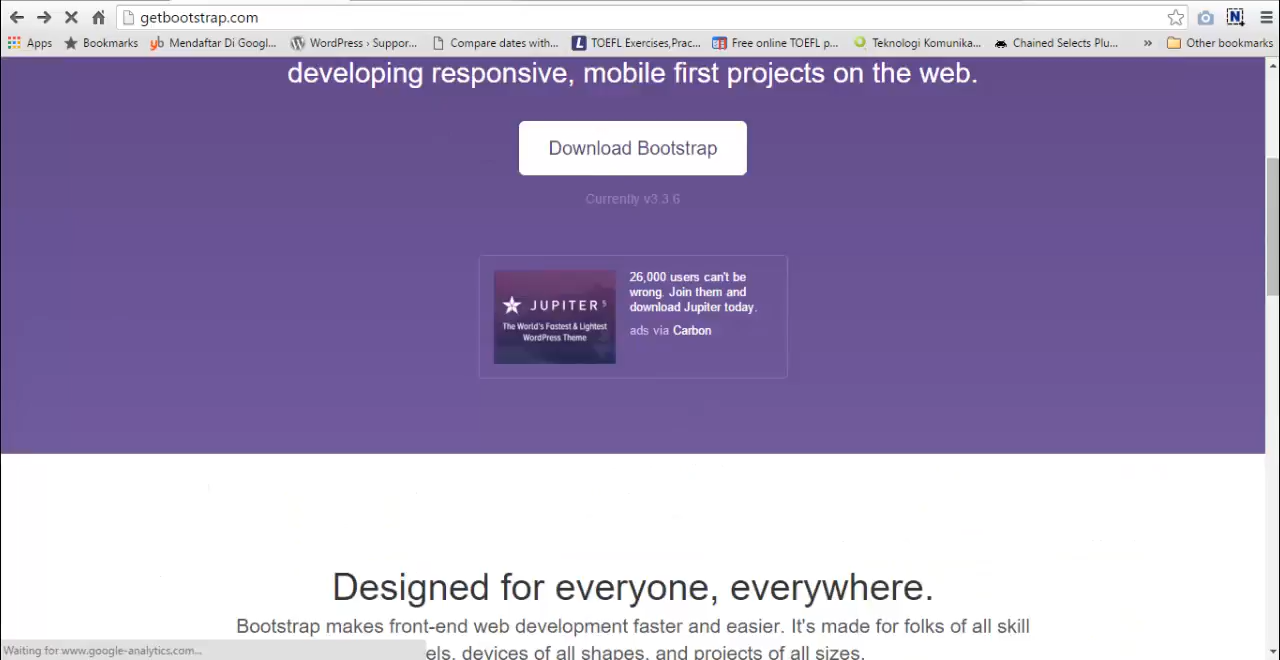 getbootstrap.com
Apps Bookmarks Mendaftar Di Googl... WordPress › Suppor... Compare dates with... TOEFL Exercises,Prac... Free online TOEFL p... Teknologi Komunika... Chained Selects Plu... » Other bookmarks
developing responsive, mobile first projects on the web.
Download Bootstrap
Currently v3.3.6
JUPITER 5
The World's Fastest & Lightest
WordPress Theme
26,000 users can't be
wrong. Join them and
download Jupiter today.
ads via Carbon
Designed for everyone, everywhere.
Bootstrap makes front-end web development faster and easier. It's made for folks of all skill
els, devices of all shapes, and projects of all sizes.
Waiting for www.google-analytics.com...